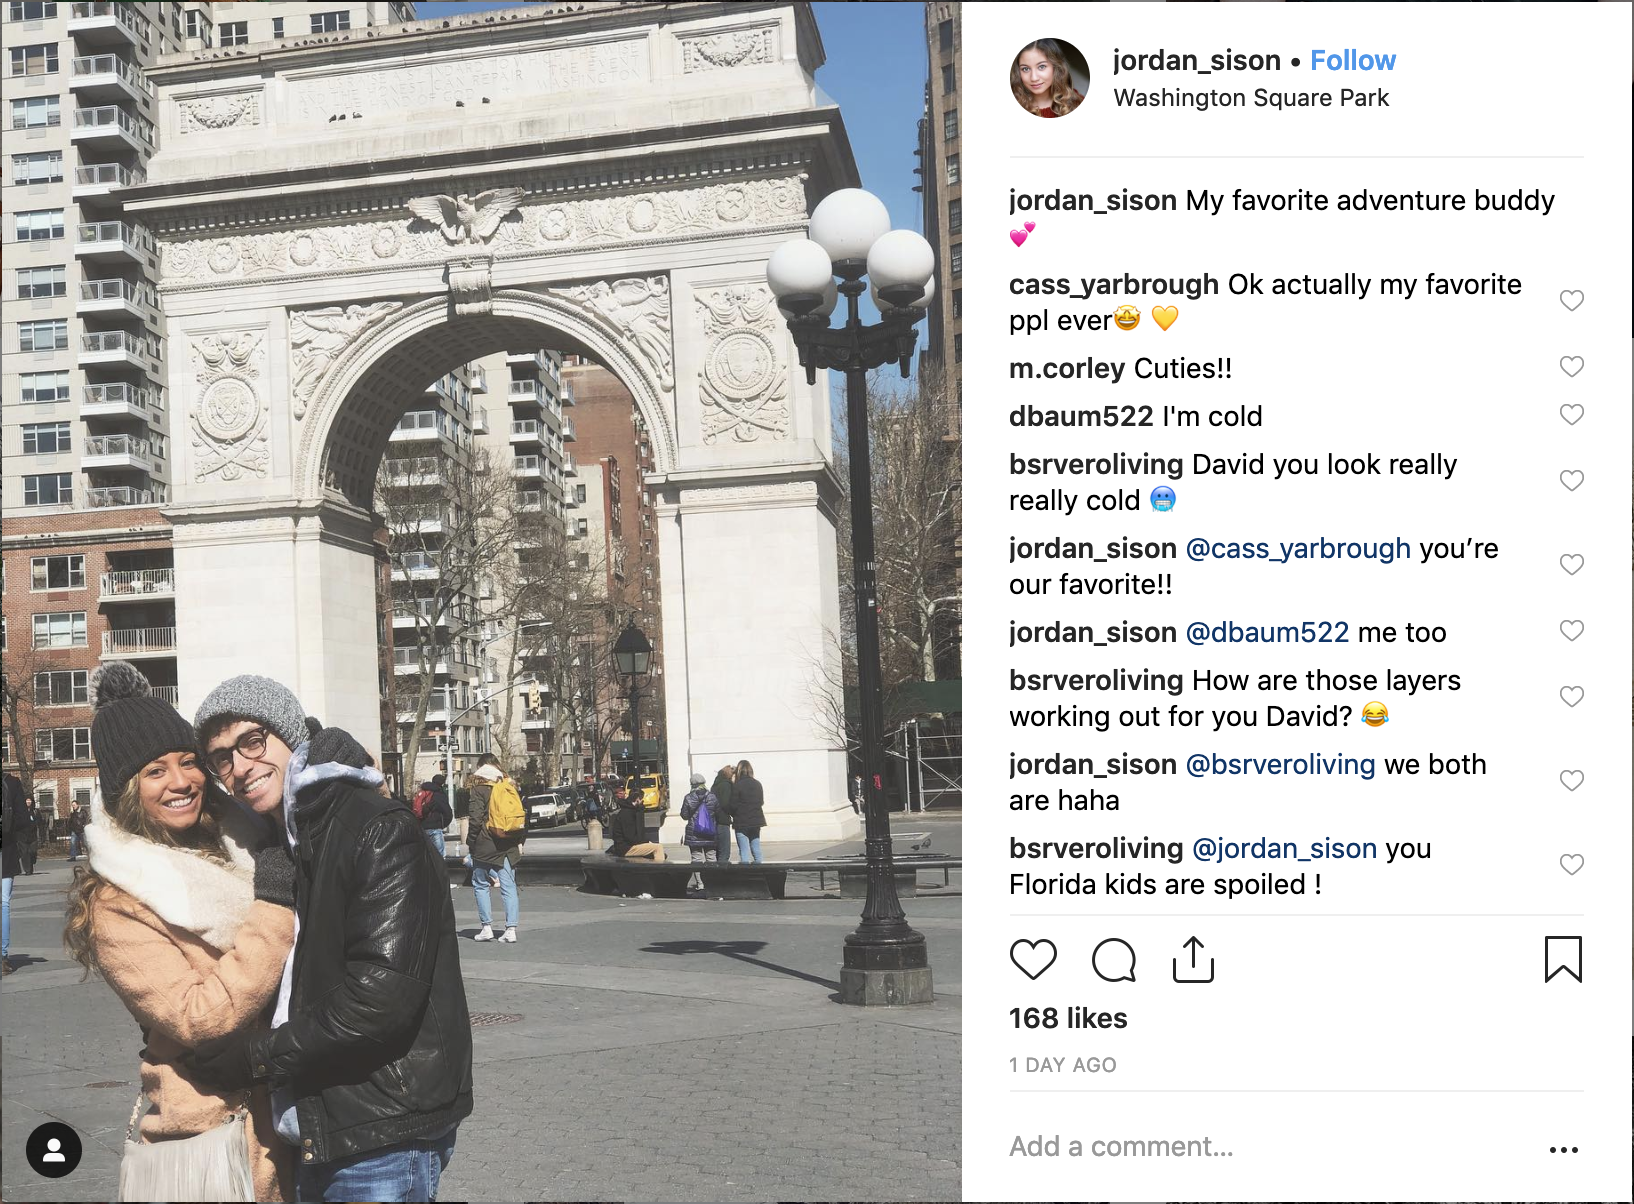 jordan_sison • Follow
Washington Square Park
jordan_sison My favorite adventure buddy
💕
cass_yarbrough Ok actually my favorite
ppl ever🤩 💛
m.corley Cuties!!
dbaum522 I'm cold
bsrveroliving David you look really
really cold 🥶
jordan_sison @cass_yarbrough you’re
our favorite!!
jordan_sison @dbaum522 me too
bsrveroliving How are those layers
working out for you David? 😂
jordan_sison @bsrveroliving we both
are haha
bsrveroliving @jordan_sison you
Florida kids are spoiled !
168 likes
1 DAY AGO
Add a comment...